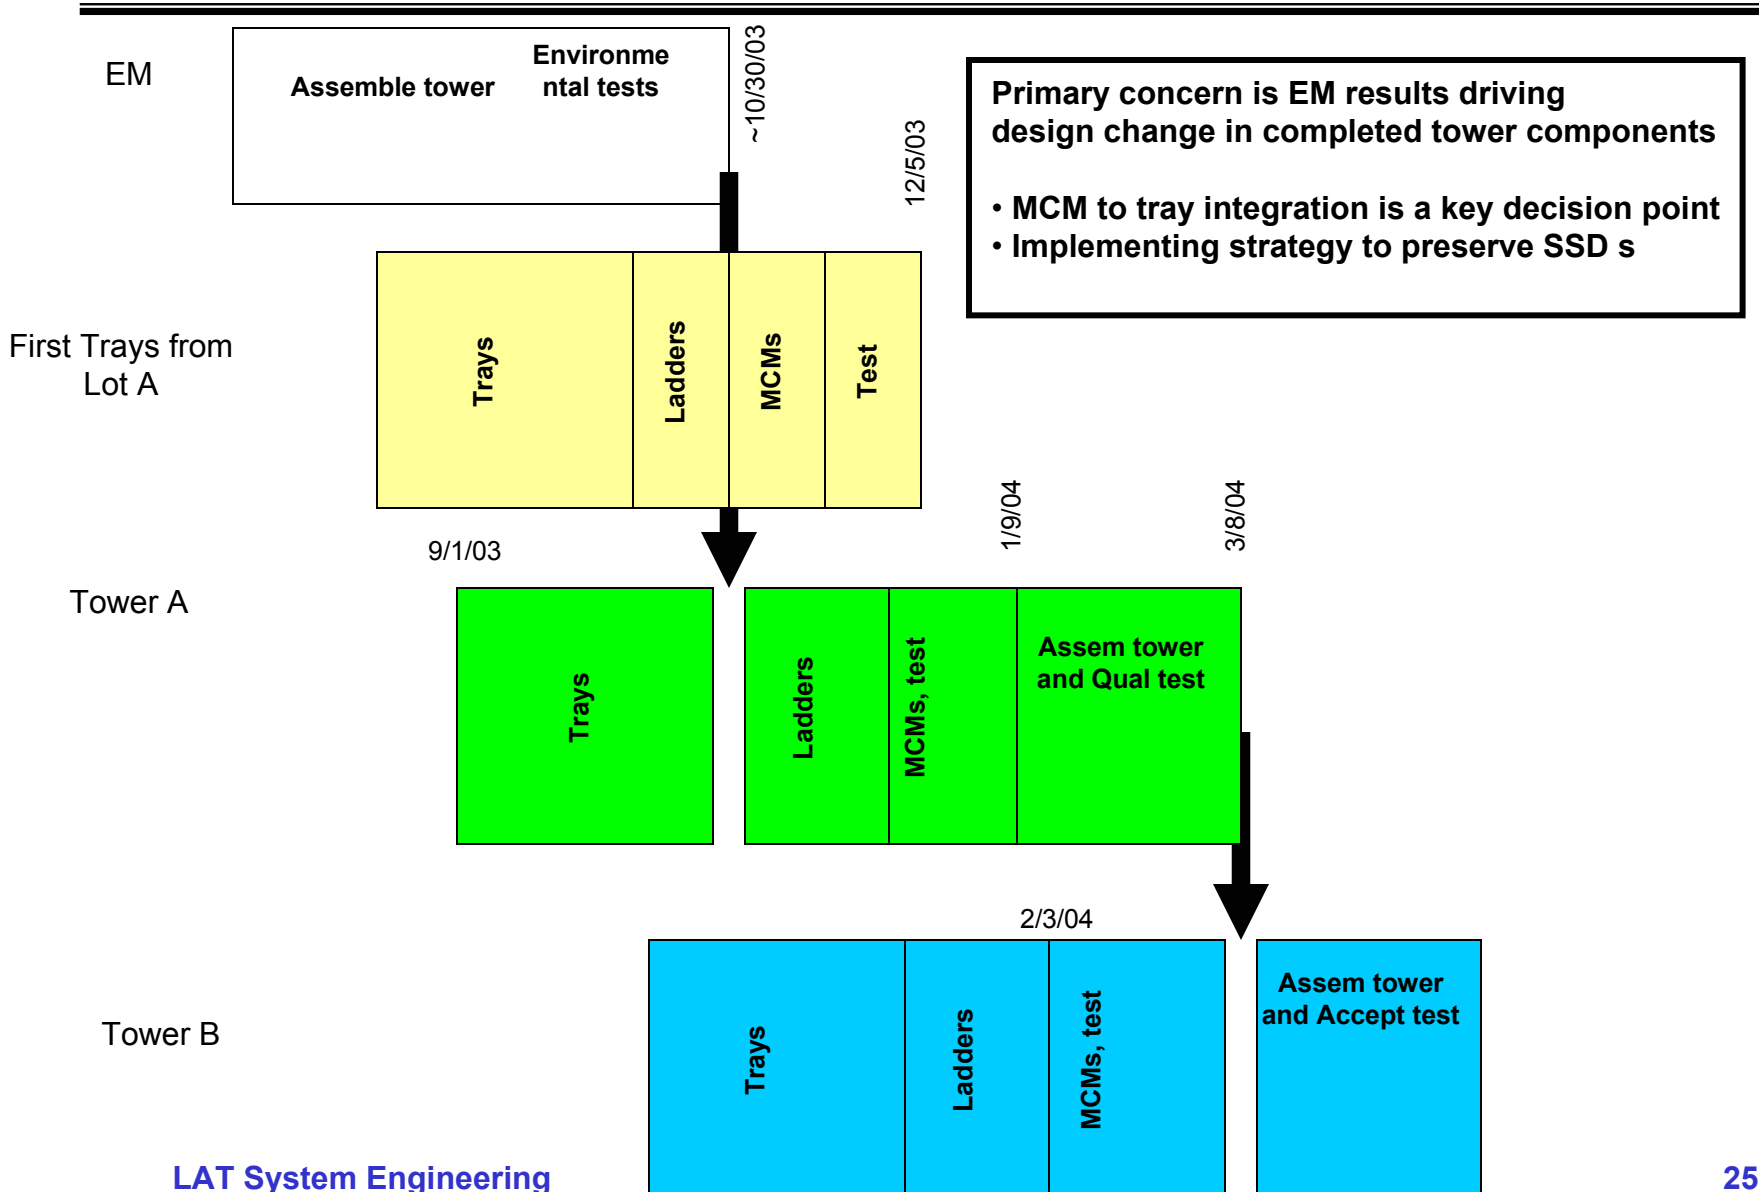 EM
Assemble tower
Environme
ntal tests
~10/30/03
12/5/03
Primary concern is EM results driving
design change in completed tower components
• MCM to tray integration is a key decision point
• Implementing strategy to preserve SSD s
First Trays from
Lot A
Trays
Ladders
MCMs
Test
9/1/03
1/9/04
3/8/04
Tower A
Trays
Ladders
MCMs, test
Assem tower
and Qual test
2/3/04
Tower B
Trays
Ladders
MCMs, test
Assem tower
and Accept test
LAT System Engineering
25